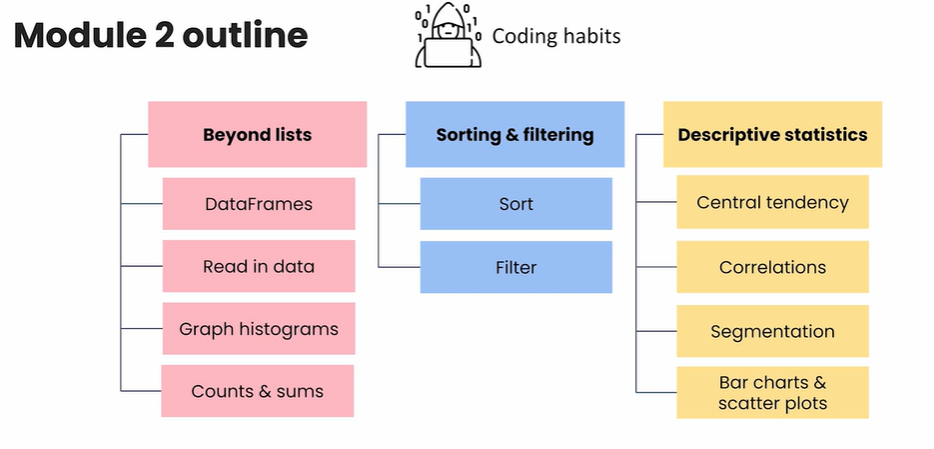 Module 2 outline
Coding habits
Beyond lists
DataFrames
Read in data
Graph histograms
Counts & sums
Sorting & filtering
Sort
Filter
Descriptive statistics
Central tendency
Correlations
Segmentation
Bar charts &
scatter plots